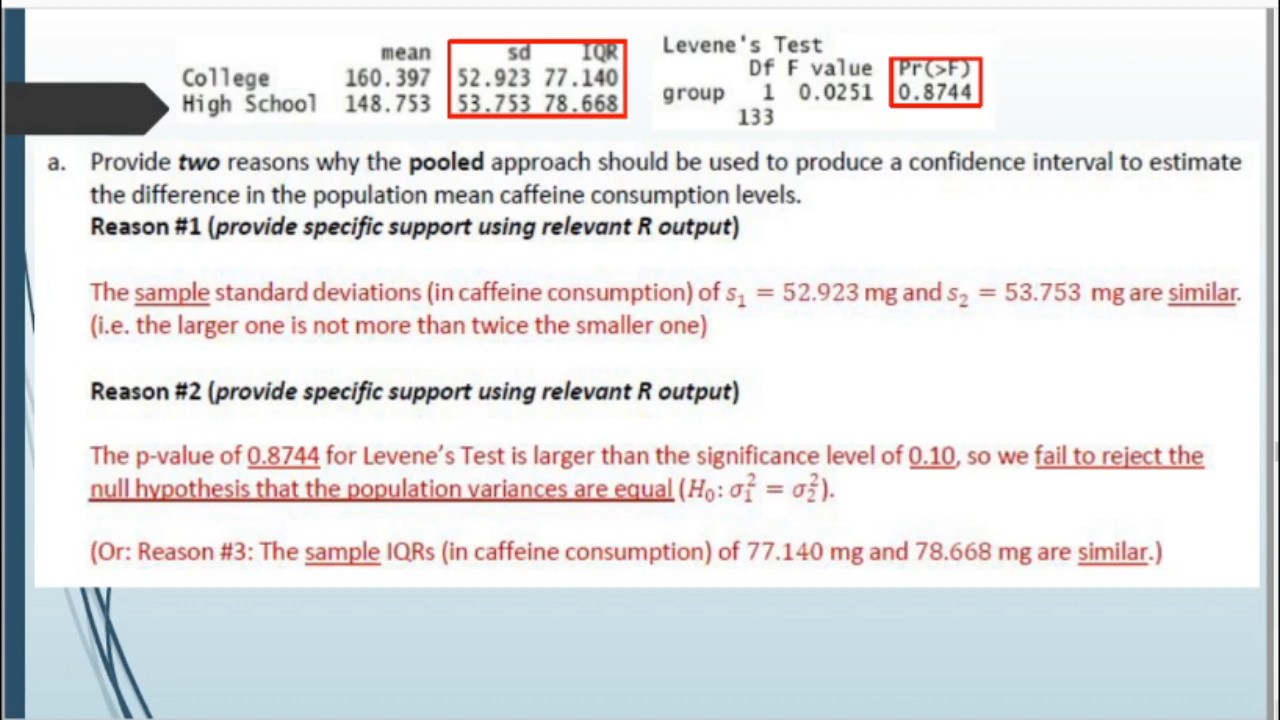 mean sd IQR
College 160.397 52.923 77.140
High School 148.753 53.753 78.668
Levene's Test
Df F value Pr(>F)
group 1 0.0251 0.8744
133
a. Provide two reasons why the pooled approach should be used to produce a confidence interval to estimate
the difference in the population mean caffeine consumption levels.
Reason #1 (provide specific support using relevant R output)
The sample standard deviations (in caffeine consumption) of s₁ = 52.923 mg and s₂ = 53.753 mg are similar.
(i.e. the larger one is not more than twice the smaller one)
Reason #2 (provide specific support using relevant R output)
The p-value of 0.8744 for Levene's Test is larger than the significance level of 0.10, so we fail to reject the
null hypothesis that the population variances are equal (H₀: σ₁² = σ₂²).
(Or: Reason #3: The sample IQRs (in caffeine consumption) of 77.140 mg and 78.668 mg are similar.)